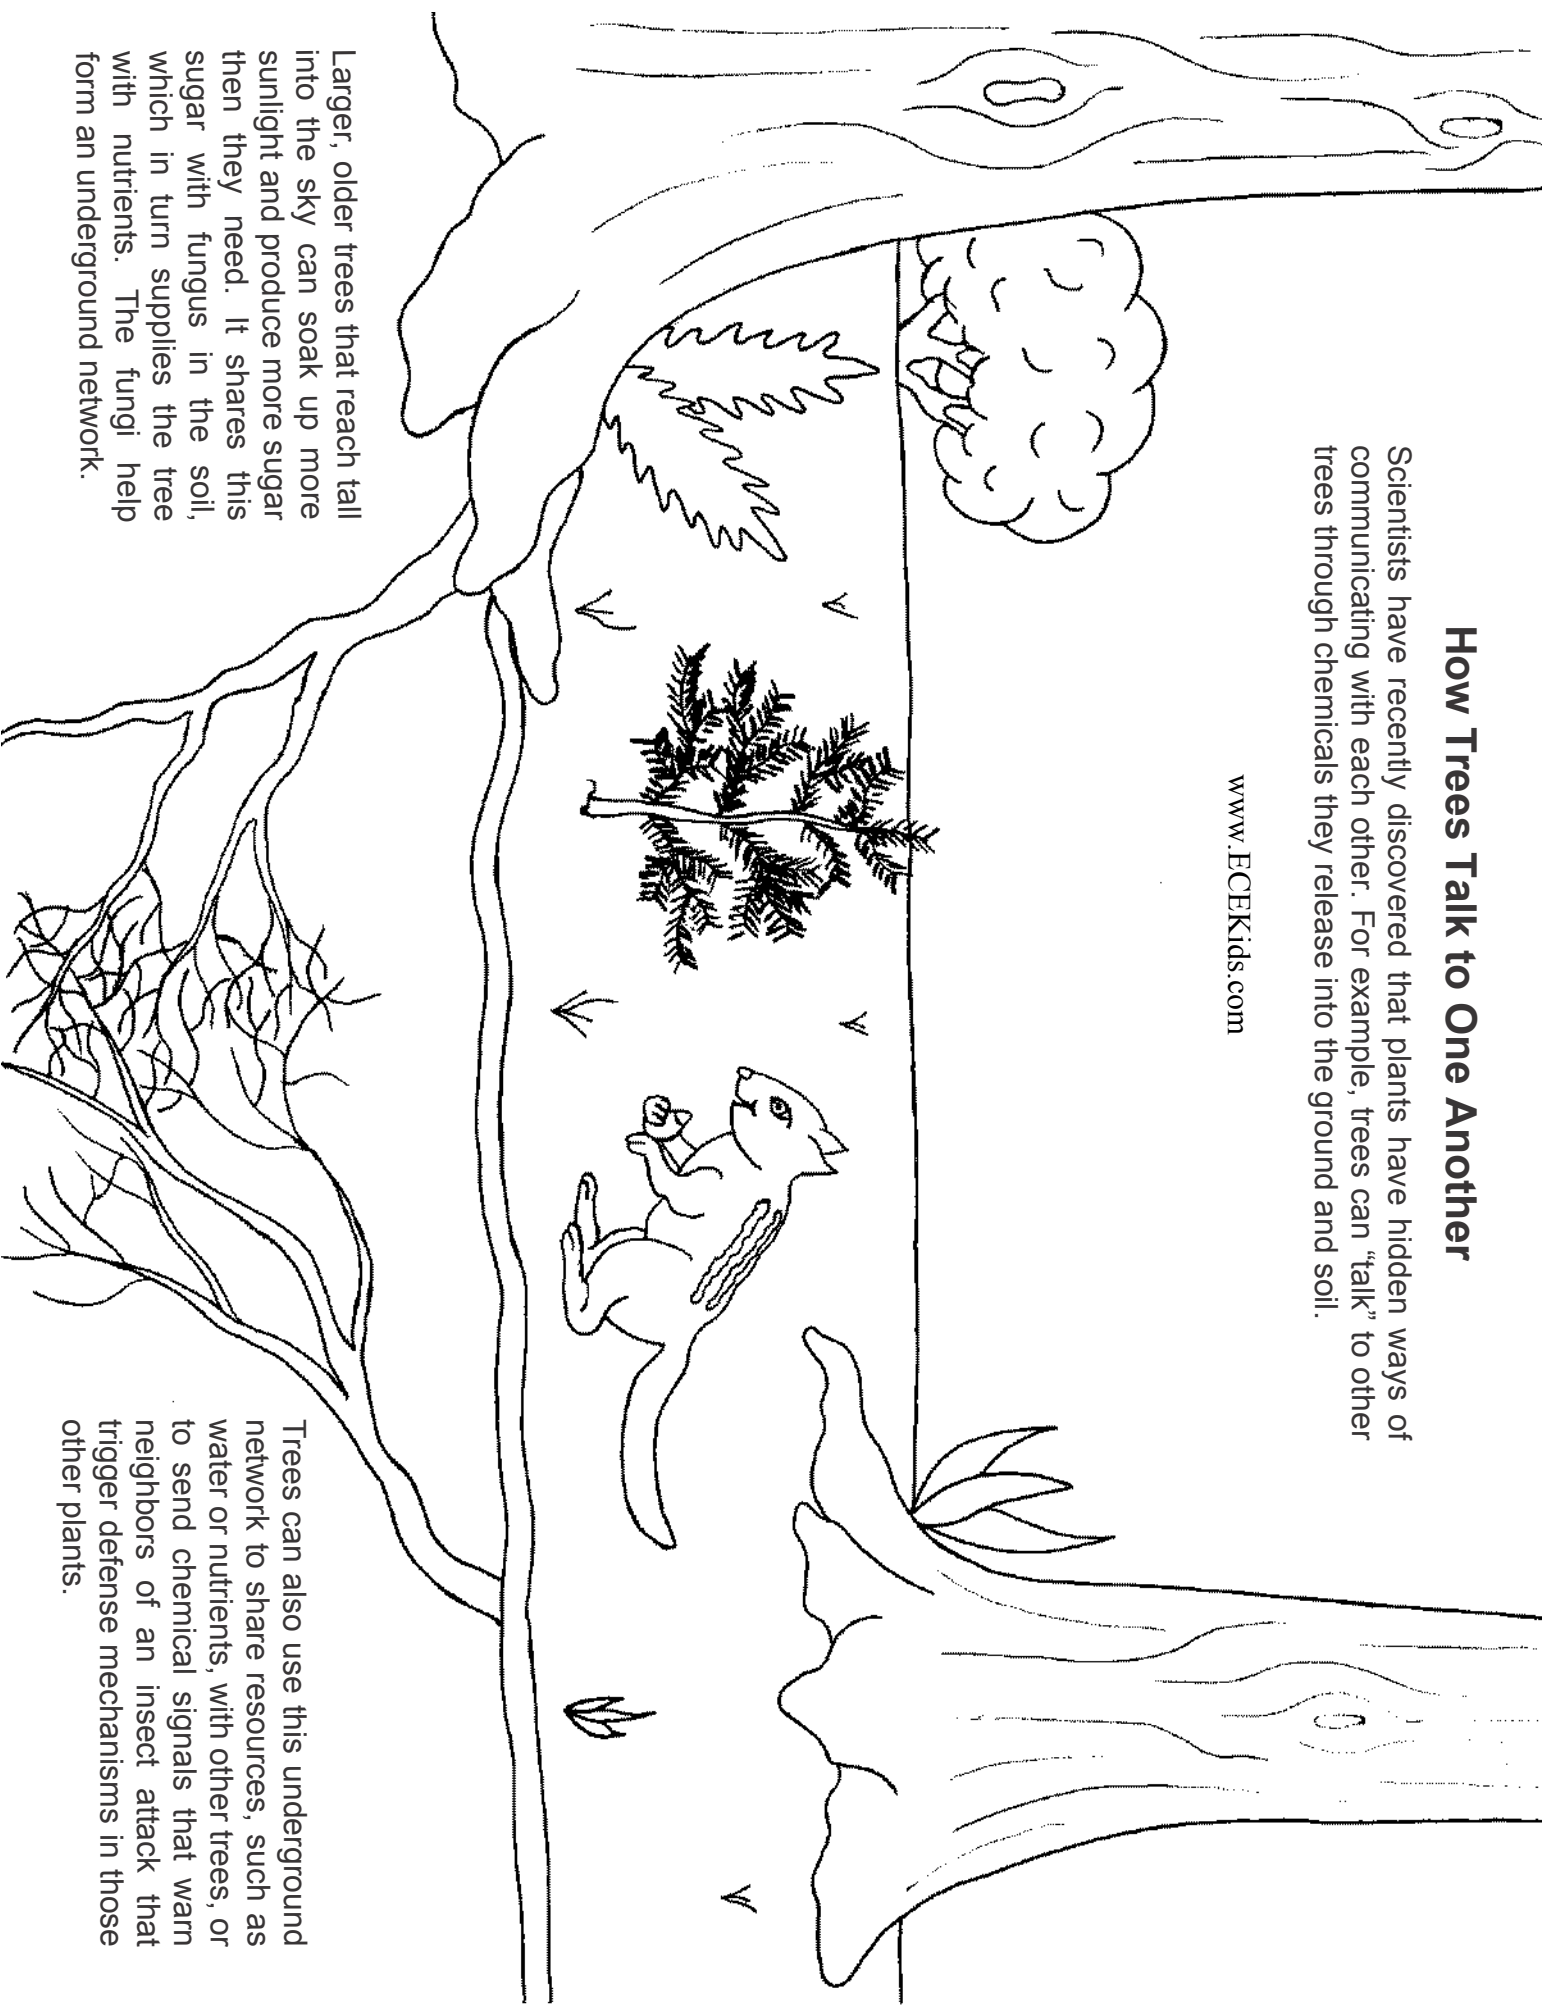 How Trees Talk to One Another
Scientists have recently discovered that plants have hidden ways of
communicating with each other. For example, trees can “talk” to other
trees through chemicals they release into the ground and soil.
www.ECEKids.com
Larger, older trees that reach tall
into the sky can soak up more
sunlight and produce more sugar
then they need. It shares this
sugar with fungus in the soil,
which in turn supplies the tree
with nutrients. The fungi help
form an underground network.
Trees can also use this underground
network to share resources, such as
water or nutrients, with other trees, or
to send chemical signals that warn
neighbors of an insect attack that
trigger defense mechanisms in those
other plants.